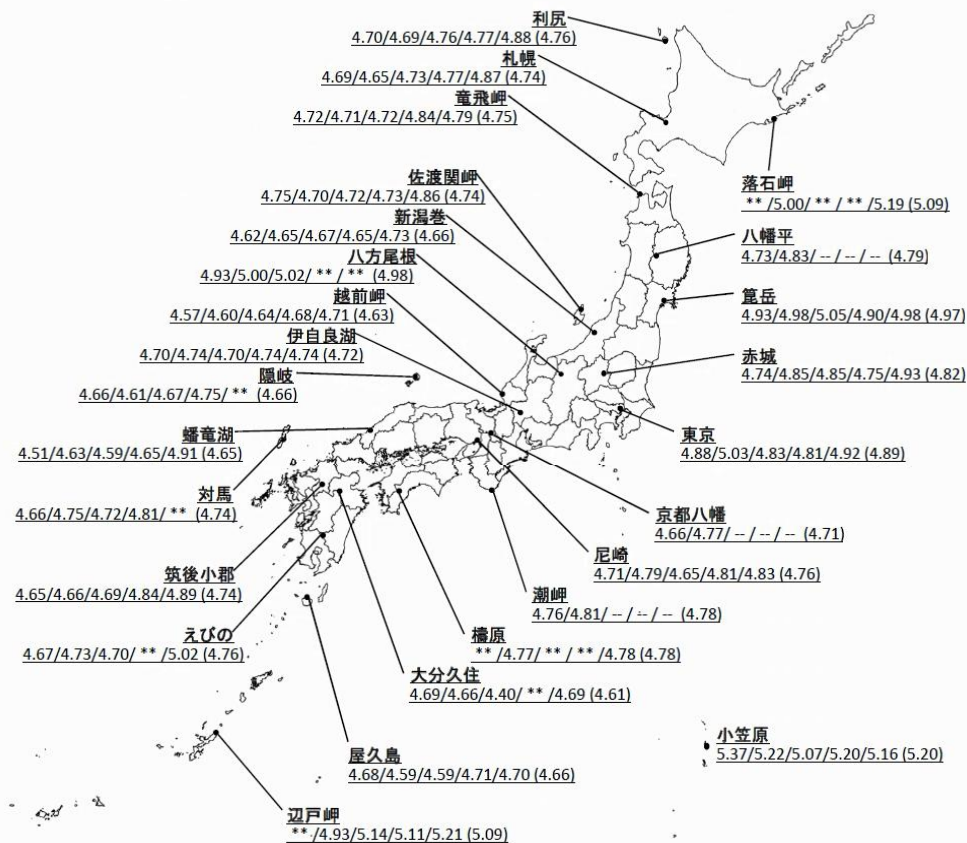 利尻
4.70/4.69/4.76/4.77/4.88 (4.76)
札幌
4.69/4.65/4.73/4.77/4.87 (4.74)
竜飛岬
4.72/4.71/4.72/4.84/4.79 (4.75)
落石岬
** /5.00/ ** / ** /5.19 (5.09)
佐渡関岬
4.75/4.70/4.72/4.73/4.86 (4.74)
新潟巻
4.62/4.65/4.67/4.65/4.73 (4.66)
八幡平
4.73/4.83/ -- / -- / -- (4.79)
八方尾根
4.93/5.00/5.02/ ** / ** (4.98)
越前岬
4.57/4.60/4.64/4.68/4.71 (4.63)
篦岳
4.93/4.98/5.05/4.90/4.98 (4.97)
伊自良湖
4.70/4.74/4.70/4.74/4.74 (4.72)
赤城
4.74/4.85/4.85/4.75/4.93 (4.82)
隠岐
4.66/4.61/4.67/4.75/ ** (4.66)
蟠竜湖
4.51/4.63/4.59/4.65/4.91 (4.65)
東京
4.88/5.03/4.83/4.81/4.92 (4.89)
対馬
4.66/4.75/4.72/4.81/ ** (4.74)
京都八幡
4.66/4.77/ -- / -- / -- (4.71)
尼崎
4.71/4.79/4.65/4.81/4.83 (4.76)
筑後小郡
4.65/4.66/4.69/4.84/4.89 (4.74)
潮岬
4.76/4.81/ -- / -- / -- (4.78)
えびの
4.67/4.73/4.70/ ** /5.02 (4.76)
檮原
** /4.77/ ** / ** /4.78 (4.78)
大分久住
4.69/4.66/4.40/ ** /4.69 (4.61)
小笠原
5.37/5.22/5.07/5.20/5.16 (5.20)
屋久島
4.68/4.59/4.59/4.71/4.70 (4.66)
辺戸岬
** /4.93/5.14/5.11/5.21 (5.09)